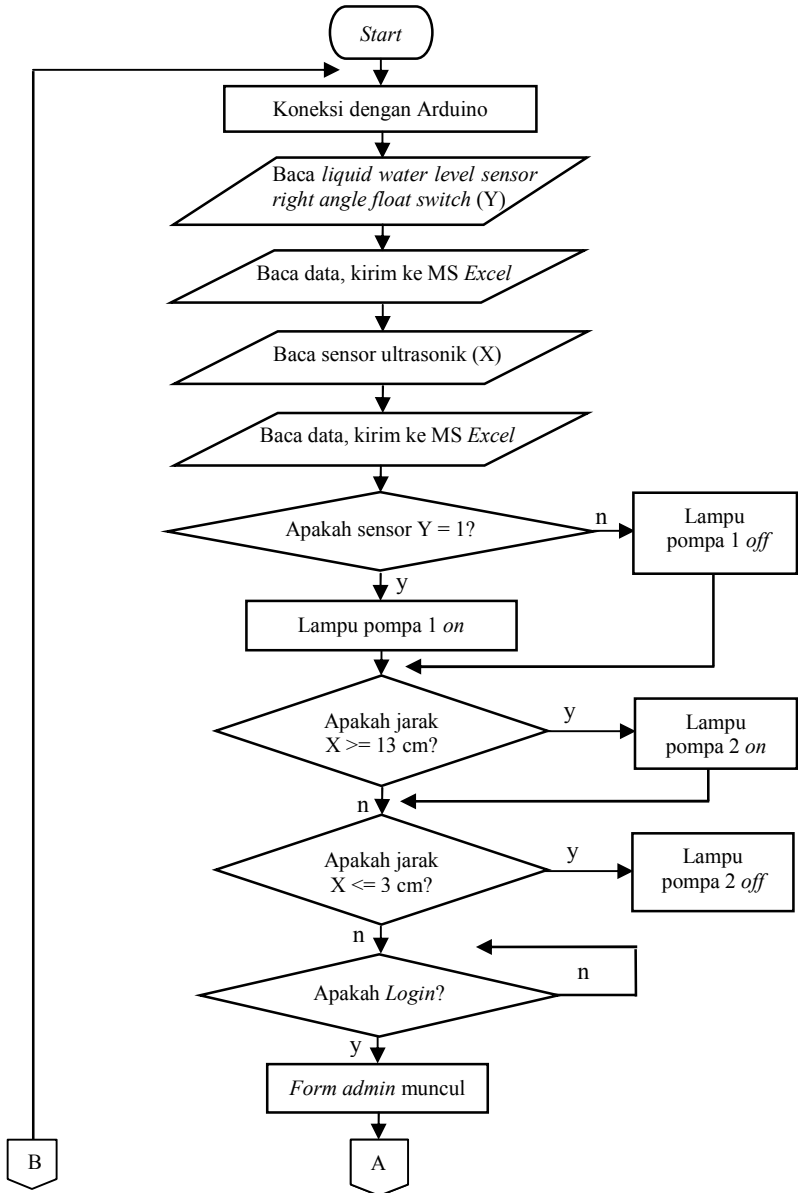 Start
Koneksi dengan Arduino
Baca liquid water level sensor
right angle float switch (Y)
Baca data, kirim ke MS Excel
Baca sensor ultrasonik (X)
Baca data, kirim ke MS Excel
Apakah sensor Y = 1?
n
Lampu
pompa 1 off
y
Lampu pompa 1 on
Apakah jarak
X >= 13 cm?
y
Lampu
pompa 2 on
n
Apakah jarak
X <= 3 cm?
y
Lampu
pompa 2 off
n
Apakah Login?
n
y
Form admin muncul
B
A